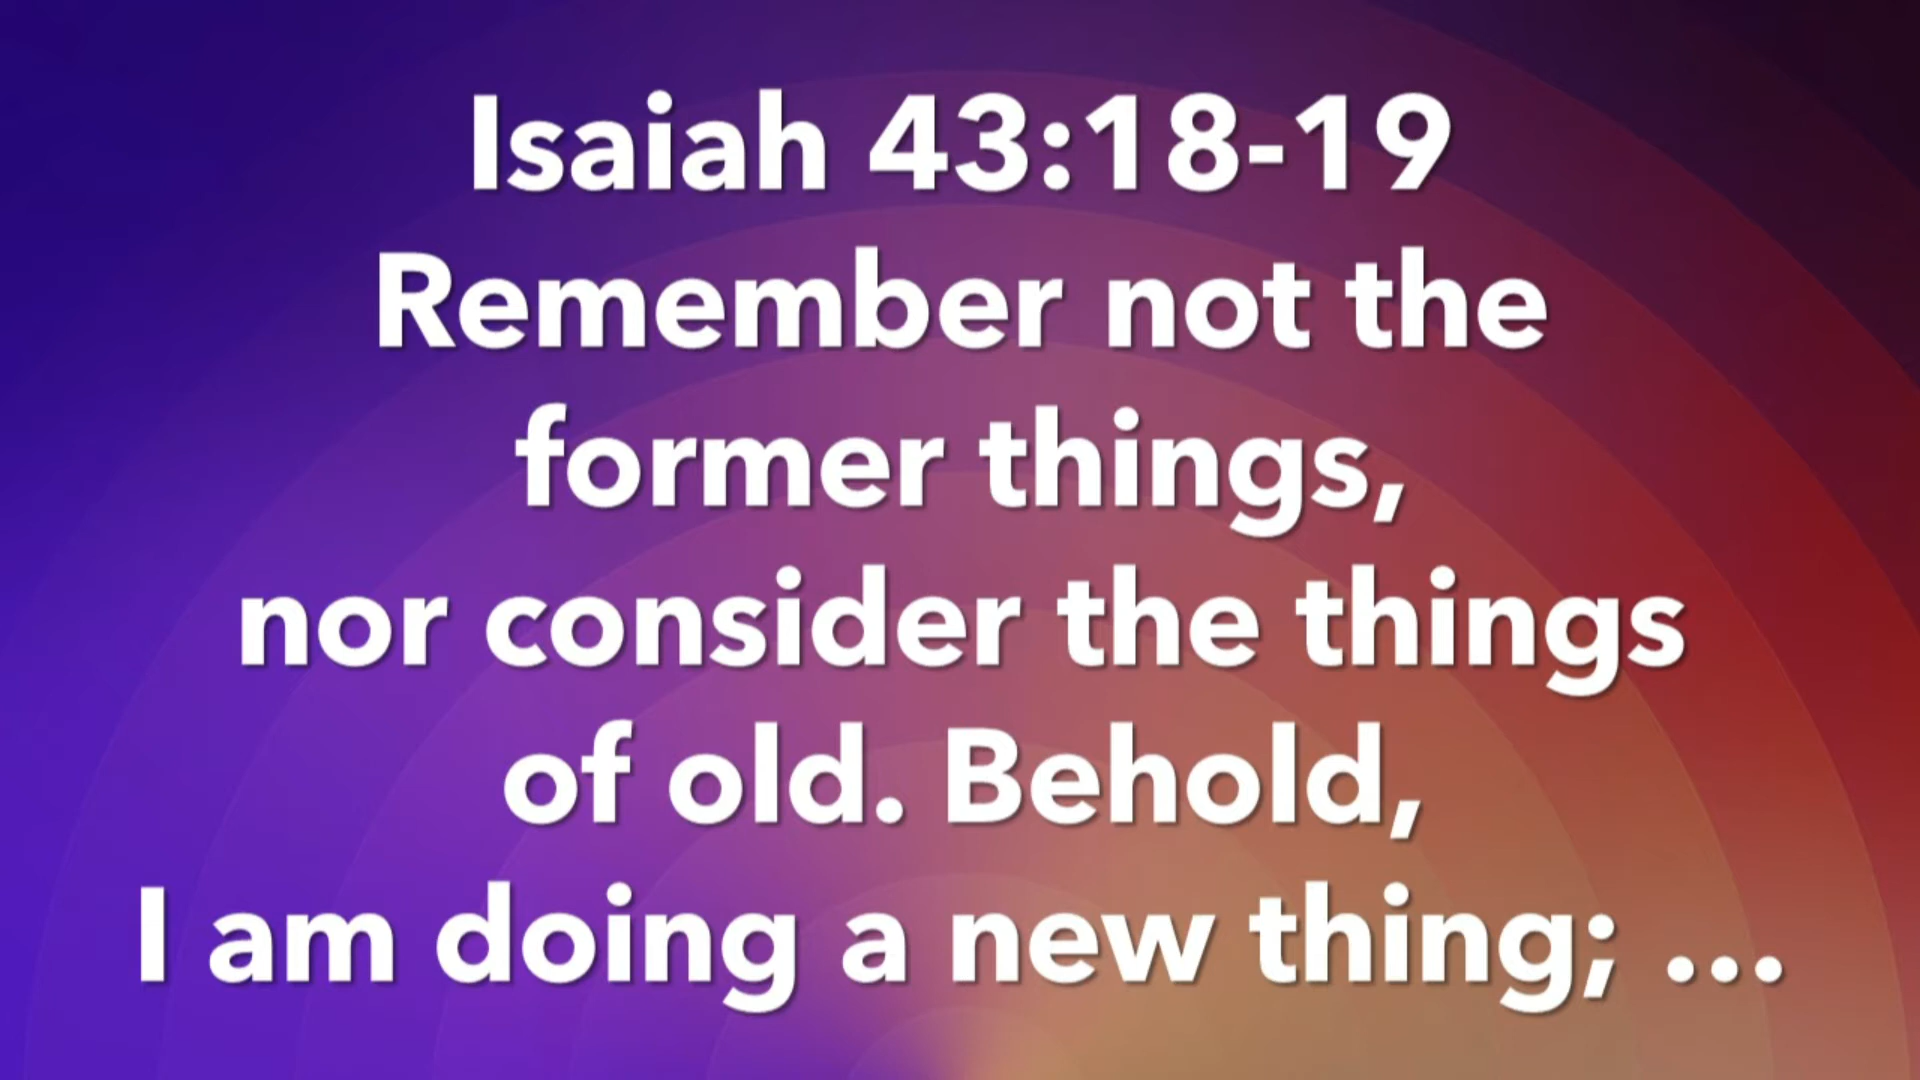 Isaiah 43:18-19
Remember not the
former things,
nor consider the things
of old. Behold,
I am doing a new thing; ...